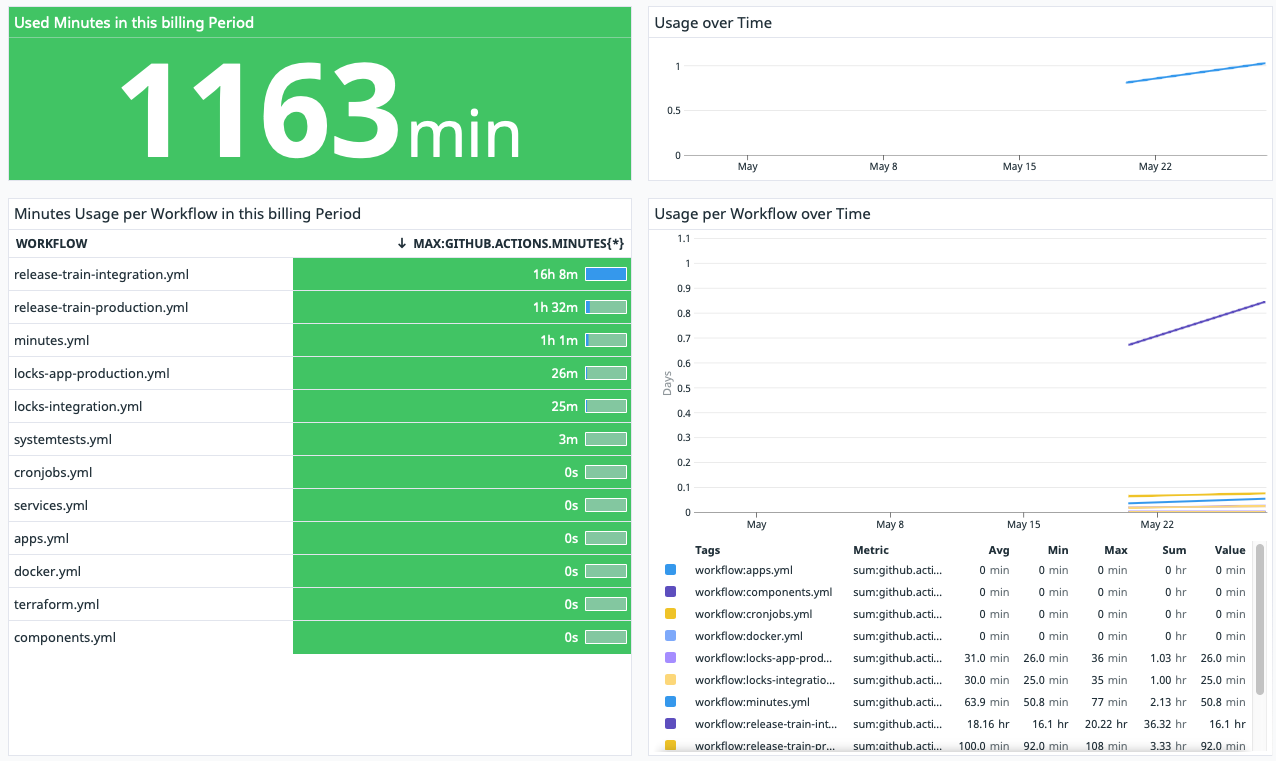 Used Minutes in this billing Period
1163 min
Usage over Time
1
0.5
0
May May 8 May 15 May 22
Minutes Usage per Workflow in this billing Period
WORKFLOW ↓ MAX:GITHUB.ACTIONS.MINUTES{*}
release-train-integration.yml 16h 8m
release-train-production.yml 1h 32m
minutes.yml 1h 1m
locks-app-production.yml 26m
locks-integration.yml 25m
systemtests.yml 3m
cronjobs.yml 0s
services.yml 0s
apps.yml 0s
docker.yml 0s
terraform.yml 0s
components.yml 0s
Usage per Workflow over Time
Days
1.1
1
0.9
0.8
0.7
0.6
0.5
0.4
0.3
0.2
0.1
0
May May 8 May 15 May 22
Tags Metric Avg Min Max Sum Value
workflow:apps.yml sum:github.acti... 0 min 0 min 0 min 0 hr 0 min
workflow:components.yml sum:github.acti... 0 min 0 min 0 min 0 hr 0 min
workflow:cronjobs.yml sum:github.acti... 0 min 0 min 0 min 0 hr 0 min
workflow:docker.yml sum:github.acti... 0 min 0 min 0 min 0 hr 0 min
workflow:locks-app-prod... sum:github.acti... 31.0 min 26.0 min 36 min 1.03 hr 26.0 min
workflow:locks-integratio... sum:github.acti... 30.0 min 25.0 min 35 min 1.00 hr 25.0 min
workflow:minutes.yml sum:github.acti... 63.9 min 50.8 min 77 min 2.13 hr 50.8 min
workflow:release-train-int... sum:github.acti... 18.16 hr 16.1 hr 20.22 hr 36.32 hr 16.1 hr
workflow:release-train-pr... sum:github.acti... 100.0 min 92.0 min 108 min 3.33 hr 92.0 min